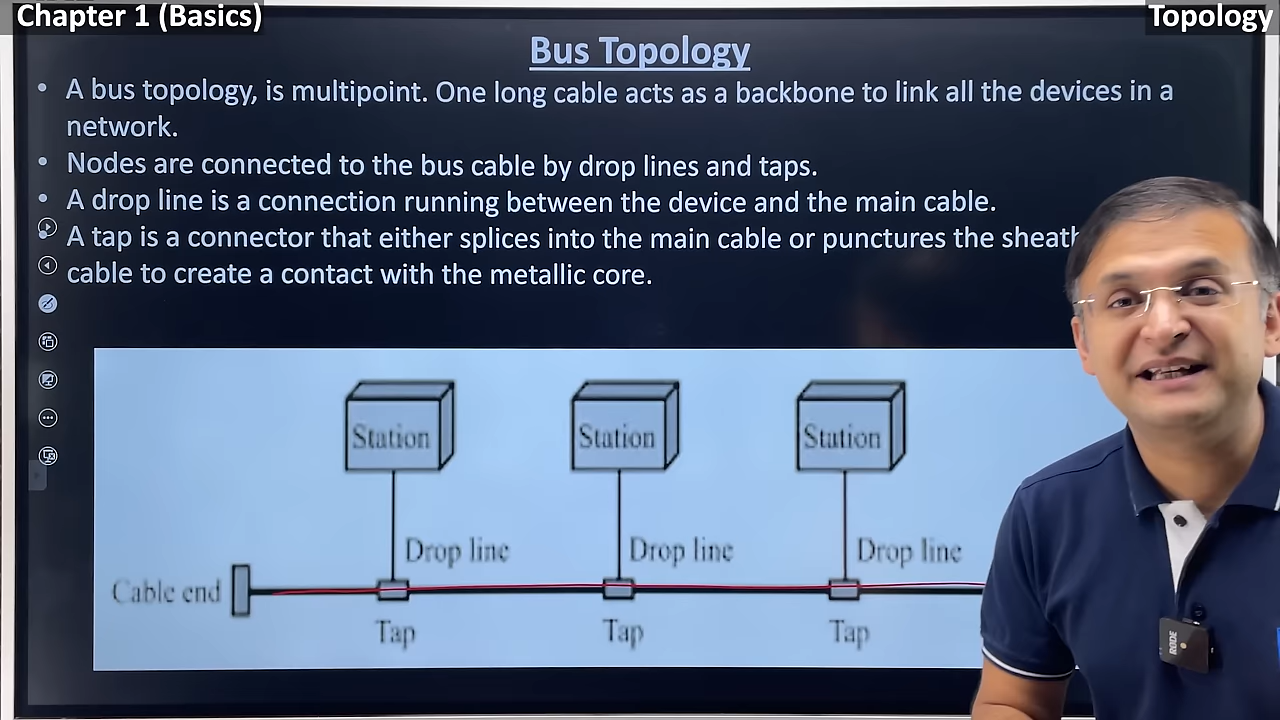 Chapter 1 (Basics)
Topology
Bus Topology
• A bus topology, is multipoint. One long cable acts as a backbone to link all the devices in a
network.
• Nodes are connected to the bus cable by drop lines and taps.
• A drop line is a connection running between the device and the main cable.
• A tap is a connector that either splices into the main cable or punctures the sheath
cable to create a contact with the metallic core.
Station Station Station
Drop line Drop line Drop line
Cable end
Tap Tap Tap
RODE